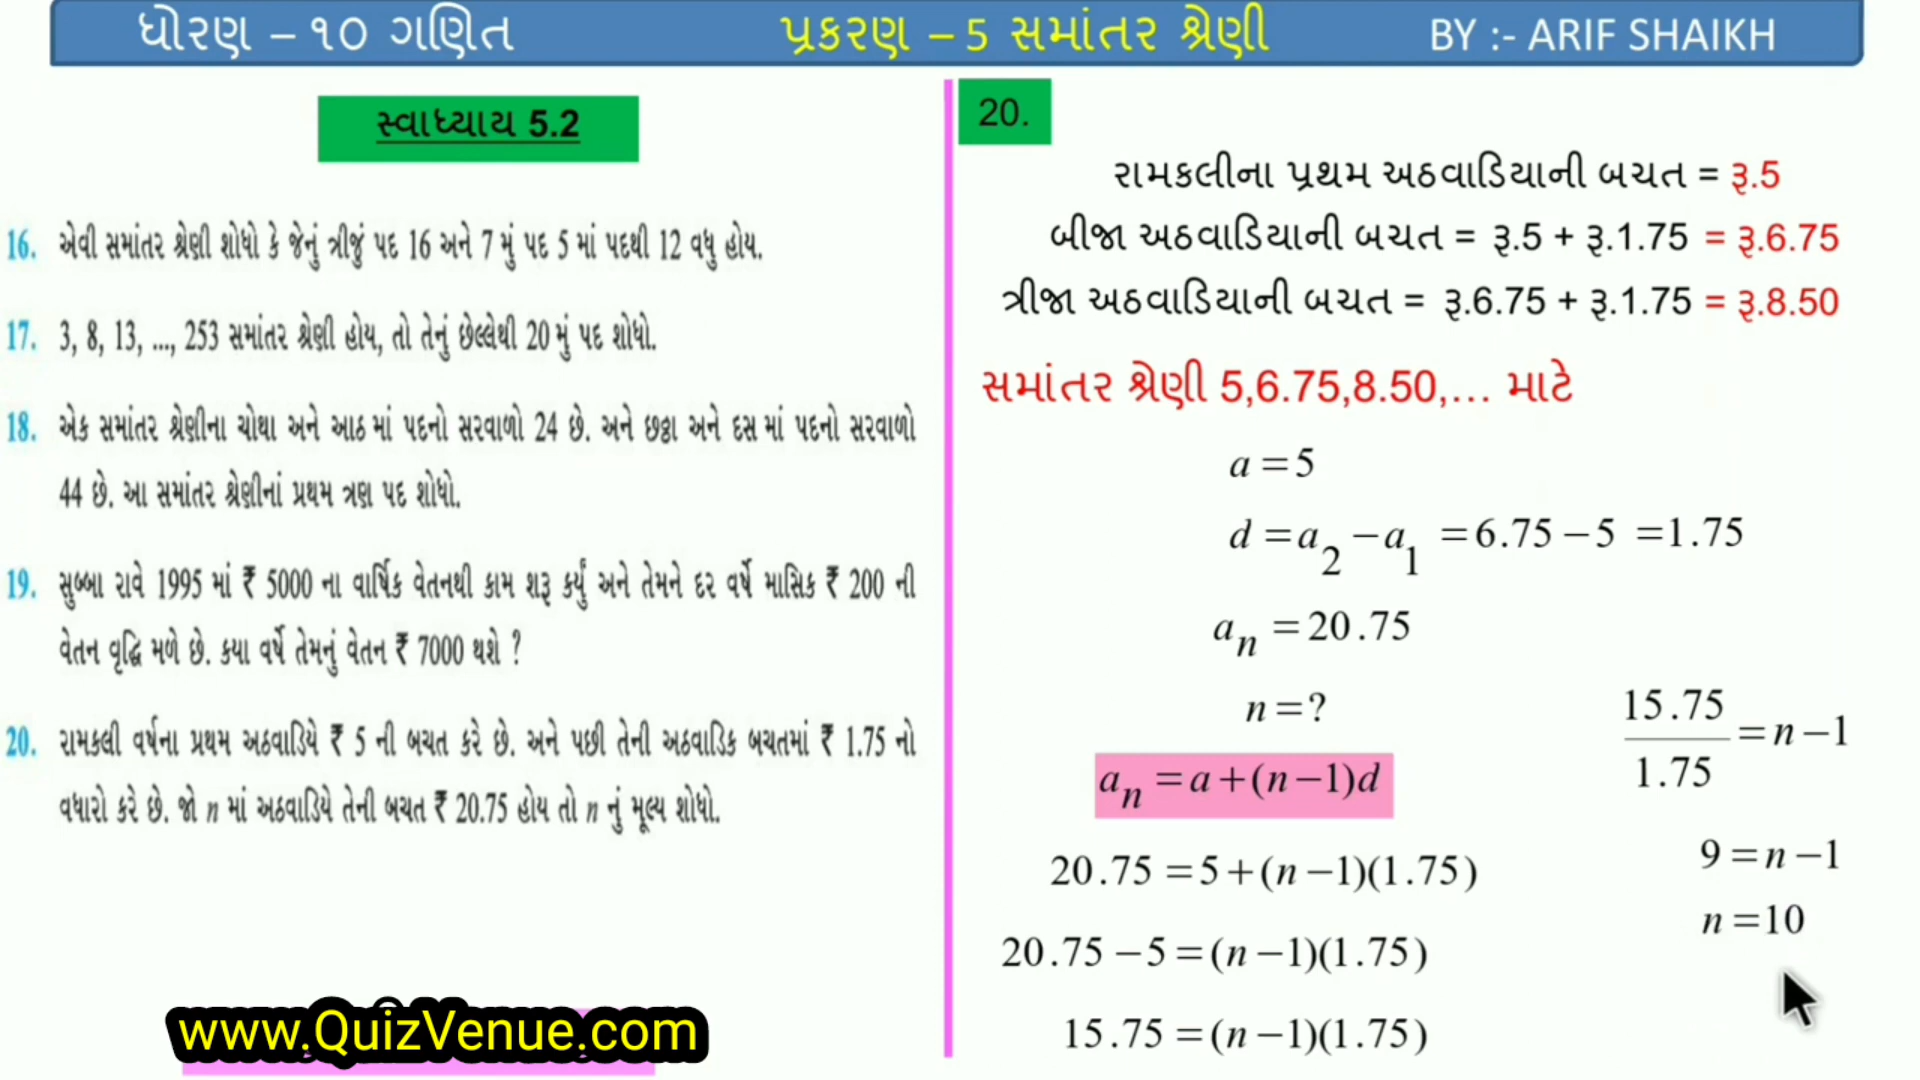 ધોરણ – ૧૦ ગણિત
પ્રકરણ – 5 સમાંતર શ્રેણી
BY :- ARIF SHAIKH
સ્વાધ્યાય 5.2
16. એવી સમાંતર શ્રેણી શોધો કે જેનું ત્રીજું પદ 16 અને 7 મું પદ 5 માં પદથી 12 વધુ હોય.
17. 3, 8, 13, ..., 253 સમાંતર શ્રેણી હોય, તો તેનું છેલ્લેથી 20 મું પદ શોધો.
18. એક સમાંતર શ્રેણીના ચોથા અને આઠ માં પદનો સરવાળો 24 છે. અને છઠ્ઠા અને દસ માં પદનો સરવાળો
44 છે. આ સમાંતર શ્રેણીનાં પ્રથમ ત્રણ પદ શોધો.
19. સુબ્બા રાવે 1995 માં ₹ 5000 ના વાર્ષિક વેતનથી કામ શરૂ કર્યું અને તેમને દર વર્ષે માસિક ₹ 200 ની
વેતન વૃદ્ધિ મળે છે. કયા વર્ષે તેમનું વેતન ₹ 7000 થશે ?
20. રામકલી વર્ષના પ્રથમ અઠવાડિયે ₹ 5 ની બચત કરે છે. અને પછી તેની અઠવાડિક બચતમાં ₹ 1.75 નો
વધારો કરે છે. જો n માં અઠવાડિયે તેની બચત ₹ 20.75 હોય તો n નું મૂલ્ય શોધો.
www.QuizVenue.com
20.
રામકલીના પ્રથમ અઠવાડિયાની બચત = રૂ.5
બીજા અઠવાડિયાની બચત = રૂ.5 + રૂ.1.75 = રૂ.6.75
ત્રીજા અઠવાડિયાની બચત = રૂ.6.75 + રૂ.1.75 = રૂ.8.50
સમાંતર શ્રેણી 5,6.75,8.50,... માટે
a = 5
d = a₂ − a₁ = 6.75 − 5 = 1.75
aₙ = 20.75
n = ?
aₙ = a + (n − 1)d
20.75 = 5 + (n − 1)(1.75)
20.75 − 5 = (n − 1)(1.75)
15.75 = (n − 1)(1.75)
15.75
1.75 = n − 1
9 = n − 1
n = 10